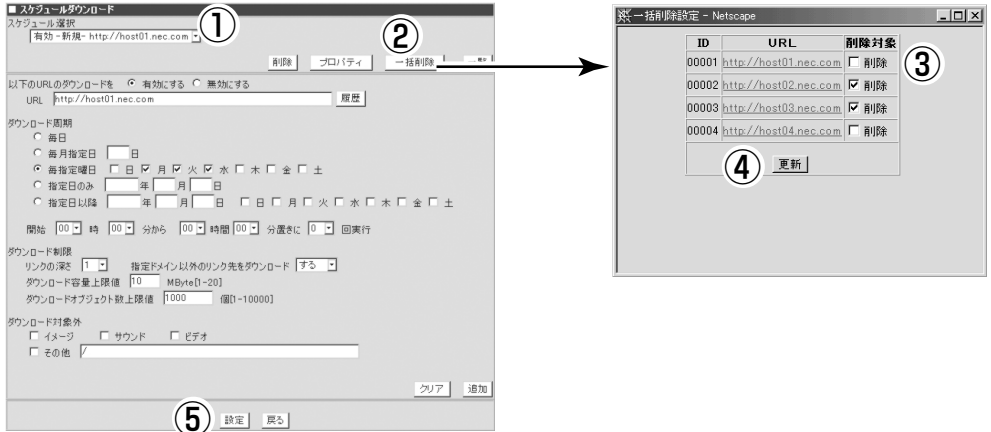 ■ スケジュールダウンロード
スケジュール選択
有効 -新規- http://host01.nec.com
①
②
削除 プロパティ 一括削除
以下のURLのダウンロードを 有効にする 無効にする
URL http://host01.nec.com 履歴
ダウンロード周期
毎日
毎月指定日 日
毎指定曜日 日 月 火 水 木 金 土
指定日のみ 年 月 日
指定日以降 年 月 日 日 月 火 水 木 金 土
開始 00 時 00 分から 00 時間 00 分置きに 0 回実行
ダウンロード制限
リンクの深さ 1 指定ドメイン以外のリンク先をダウンロード する
ダウンロード容量上限値 10 MByte[1-20]
ダウンロードオブジェクト数上限値 1000 個[1-10000]
ダウンロード対象外
イメージ サウンド ビデオ
その他 /
クリア 追加
⑤ 設定 戻る
一括削除設定 - Netscape
ID URL 削除対象
00001 http://host01.nec.com 削除
③
00002 http://host02.nec.com 削除
00003 http://host03.nec.com 削除
00004 http://host04.nec.com 削除
④ 更新